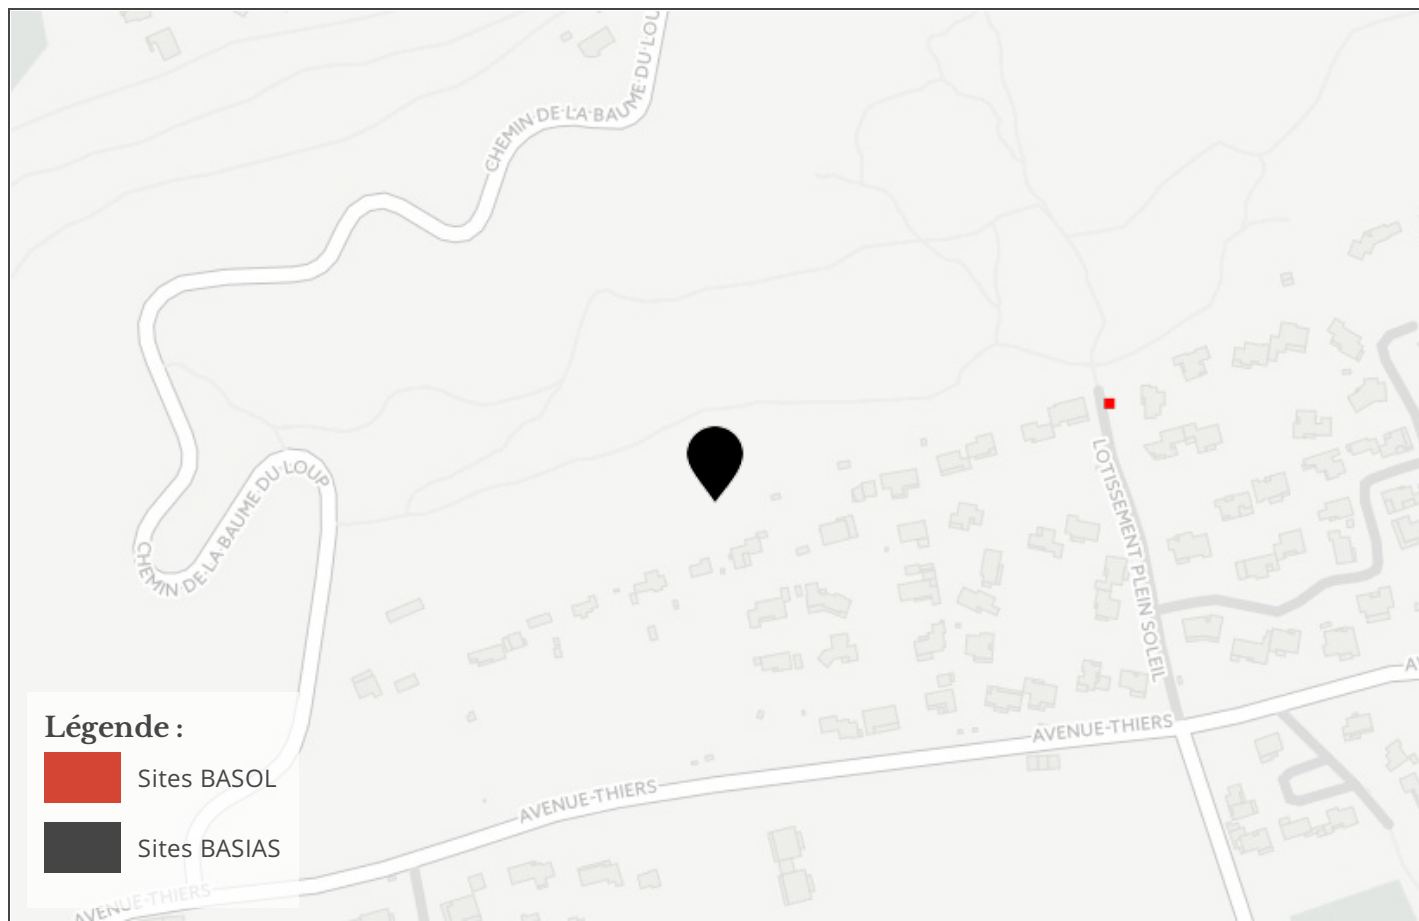 CHEMIN DE LA BAUME DU LOU
CHEMIN DE LA BAUME DU LOUP
LOTISSEMENT PLEIN SOLEIL
AVENUE THIERS
AVENUE THIERS
AVENUE THIERS
Légende :
Sites BASOL
Sites BASIAS